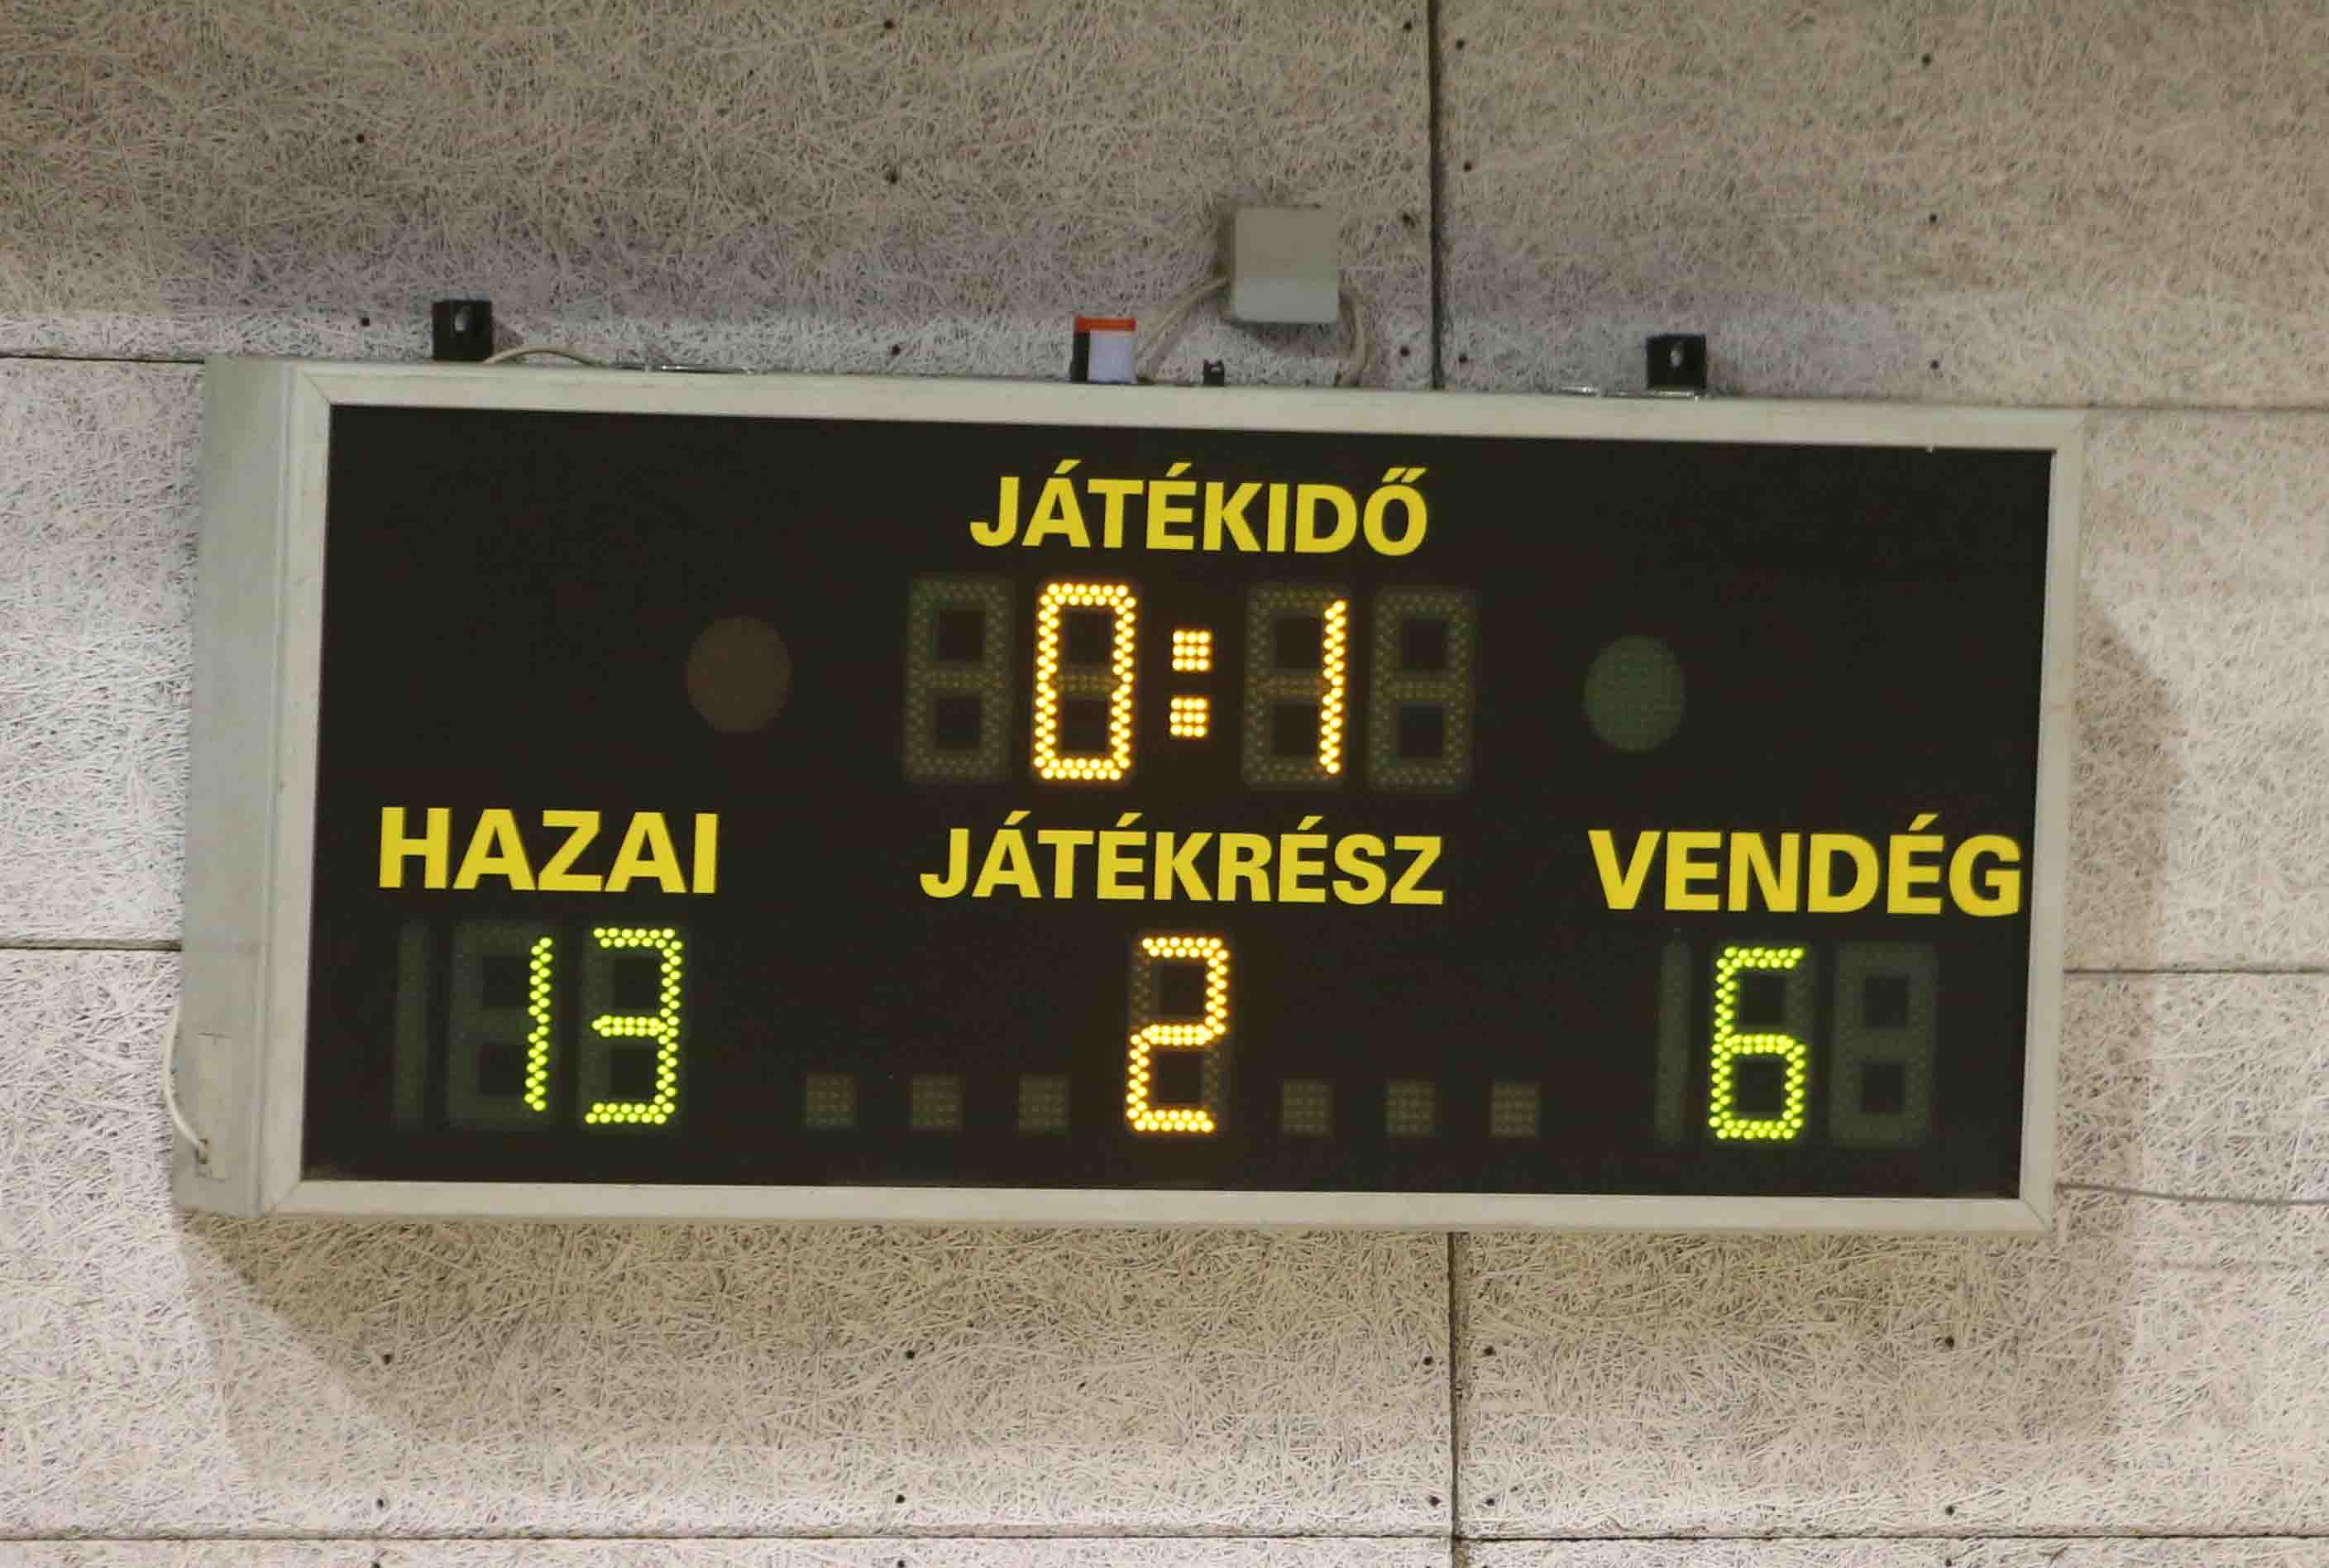 JÁTÉKIDŐ
0:1
HAZAI JÁTÉKRÉSZ VENDÉG
13 2 6